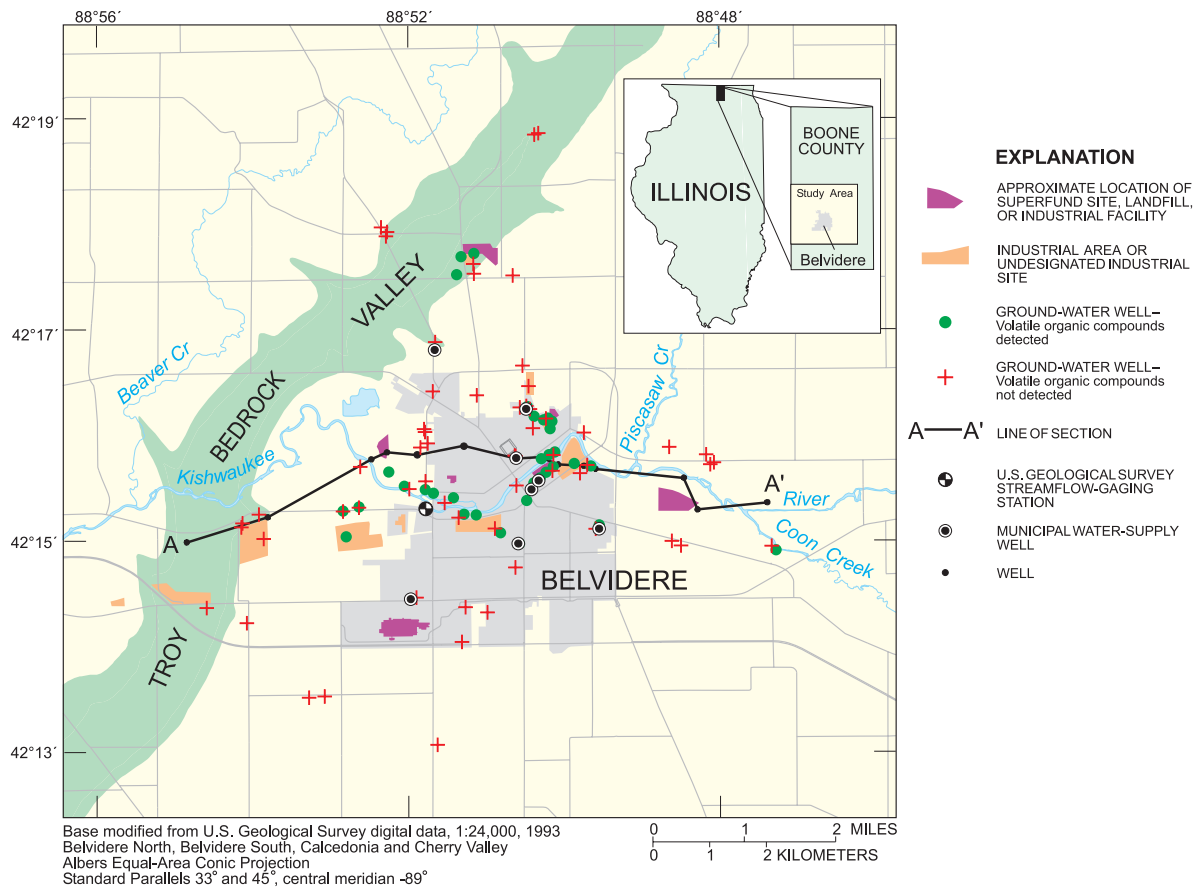 88°56´
88°52´
88°48´
42°19´
42°17´
42°15´
42°13´
ILLINOIS
BOONE
COUNTY
Study Area
Belvidere
VALLEY
BEDROCK
TROY
Beaver Cr
Kishwaukee
Piscasaw Cr
River
Coon Creek
A
A'
BELVIDERE
EXPLANATION
APPROXIMATE LOCATION OF
SUPERFUND SITE, LANDFILL,
OR INDUSTRIAL FACILITY
INDUSTRIAL AREA OR
UNDESIGNATED INDUSTRIAL
SITE
GROUND-WATER WELL–
Volatile organic compounds
detected
GROUND-WATER WELL–
Volatile organic compounds
not detected
A A' LINE OF SECTION
U.S. GEOLOGICAL SURVEY
STREAMFLOW-GAGING
STATION
MUNICIPAL WATER-SUPPLY
WELL
WELL
Base modified from U.S. Geological Survey digital data, 1:24,000, 1993
Belvidere North, Belvidere South, Calcedonia and Cherry Valley
Albers Equal-Area Conic Projection
Standard Parallels 33° and 45°, central meridian -89°
0 1 2 MILES
0 1 2 KILOMETERS